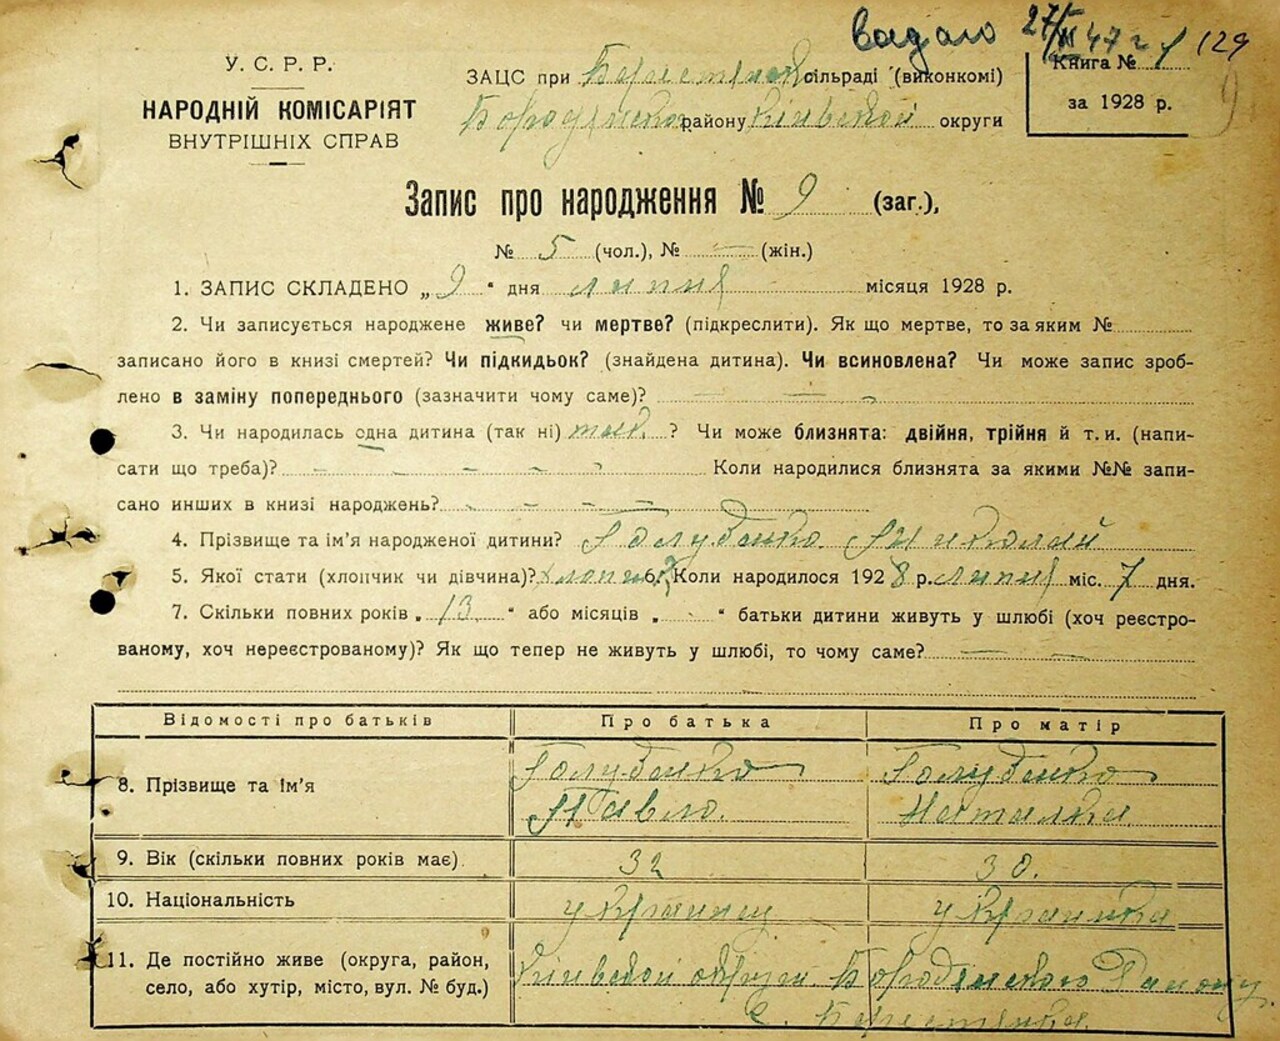 видано 27/XI 47 г 129
У. С. Р. Р.
НАРОДНІЙ КОМІСАРІЯТ
ВНУТРІШНІХ СПРАВ
ЗАЦС при сільраді (виконкомі)
району Київської округи
Книга № 1
за 1928 р.
Запис про народження № 9 (заг.),
№ 5 (чол.), № — (жін.)
1. ЗАПИС СКЛАДЕНО „9“ дня липня місяця 1928 р.
2. Чи записується народжене живе? чи мертве? (підкреслити). Як що мертве, то за яким №
записано його в книзі смертей? Чи підкидьок? (знайдена дитина). Чи всиновлена? Чи може запис зроб-
лено в заміну попереднього (зазначити чому саме)? — —
3. Чи народилась одна дитина (так ні) так ? Чи може близнята: двійня, трійня й т. и. (напи-
сати що треба)? - - - - Коли народилися близнята за якими №№ запи-
сано инших в книзі народжень? - - - -
4. Прізвище та ім’я народженої дитини? Голубенко Николай
5. Якої стати (хлопчик чи дівчина)? хлопч. 6. Коли народилося 1928 р. липня міс. 7 дня.
7. Скільки повних років „13“ або місяців „-“ батьки дитини живуть у шлюбі (хоч реєстро-
ваному, хоч нереєстрованому)? Як що тепер не живуть у шлюбі, то чому саме? — —
Відомості про батьків Про батька Про матір
8. Прізвище та ім’я Голубенко Павло. Голубенко Наталка.
9. Вік (скільки повних років має) 32 30.
10. Національність українец українка
11. Де постійно живе (округа, район,
село, або хутір, місто, вул. № буд.)
Київської округи Бородянського Району
с. Берестянка.